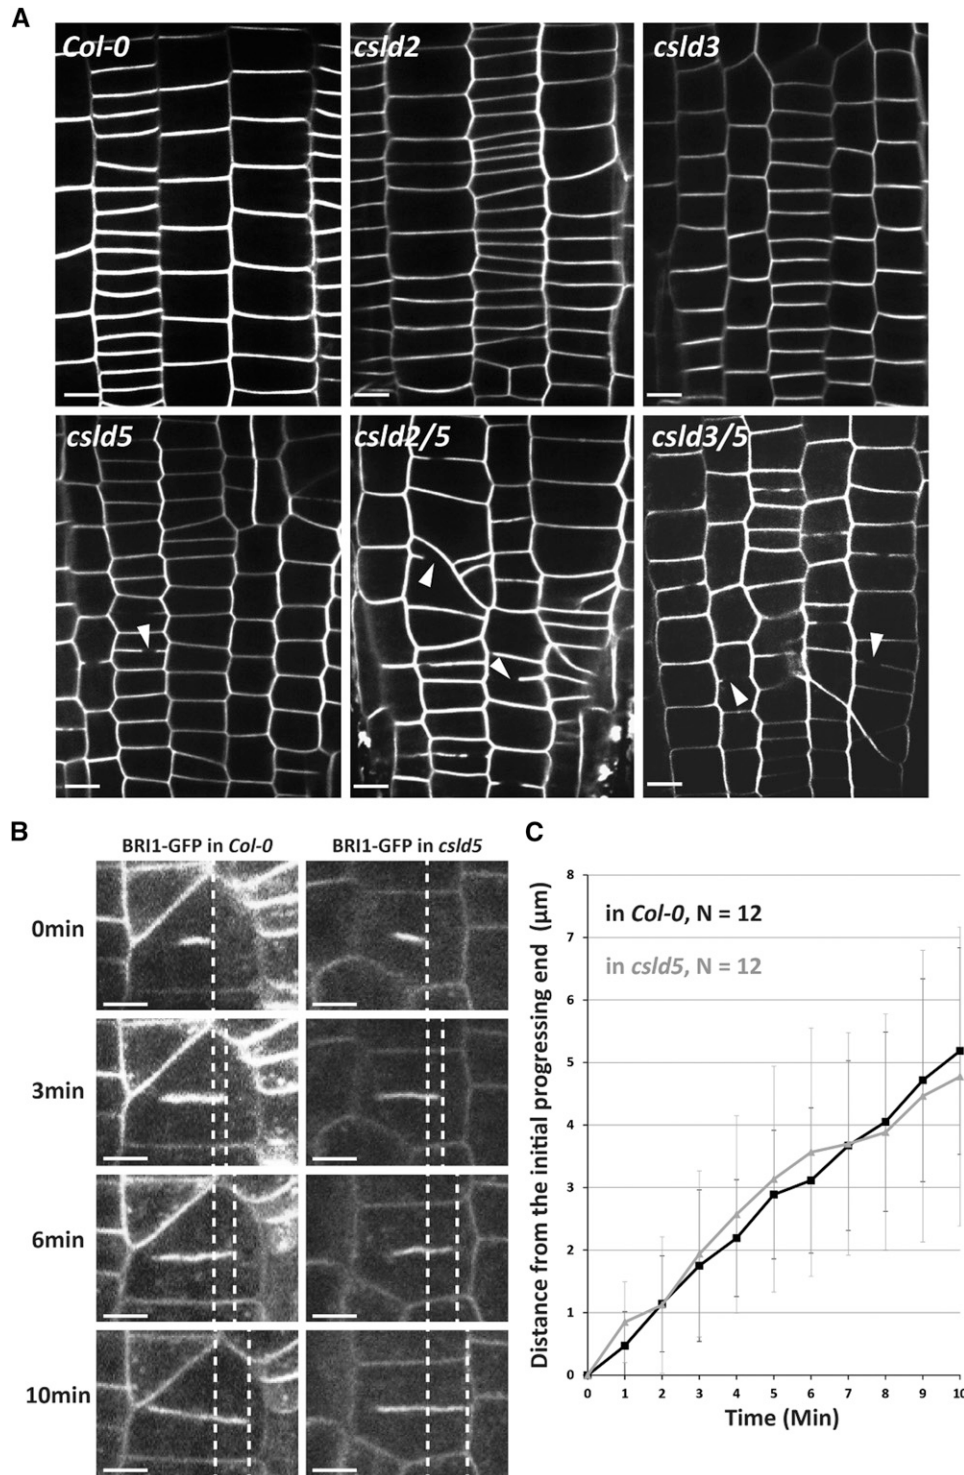 A
Col-0
csld2
csld3
csld5
csld2/5
csld3/5
B
BRI1-GFP in Col-0
BRI1-GFP in csld5
0min
3min
6min
10min
C
in Col-0, N = 12
in csld5, N = 12
Distance from the initial progressing end (µm)
8
7
6
5
4
3
2
1
0
0 1 2 3 4 5 6 7 8 9 10
Time (Min)